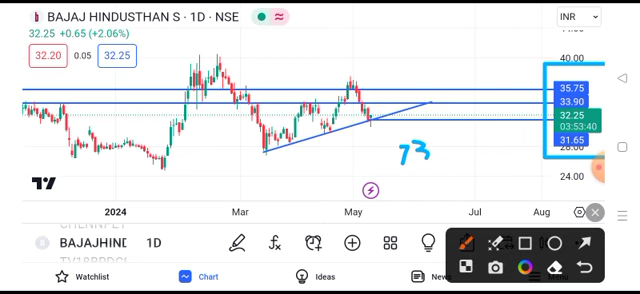 BAJAJ HINDUSTHAN S · 1D · NSE
INR
32.25 +0.65 (+2.06%)
32.20 0.05 32.25
40.00
35.75
33.90
32.25
03:53:40
31.65
28.00
24.00
13
2024 Mar May Jul Aug
BAJAJHIND 1D
Watchlist Chart Ideas News